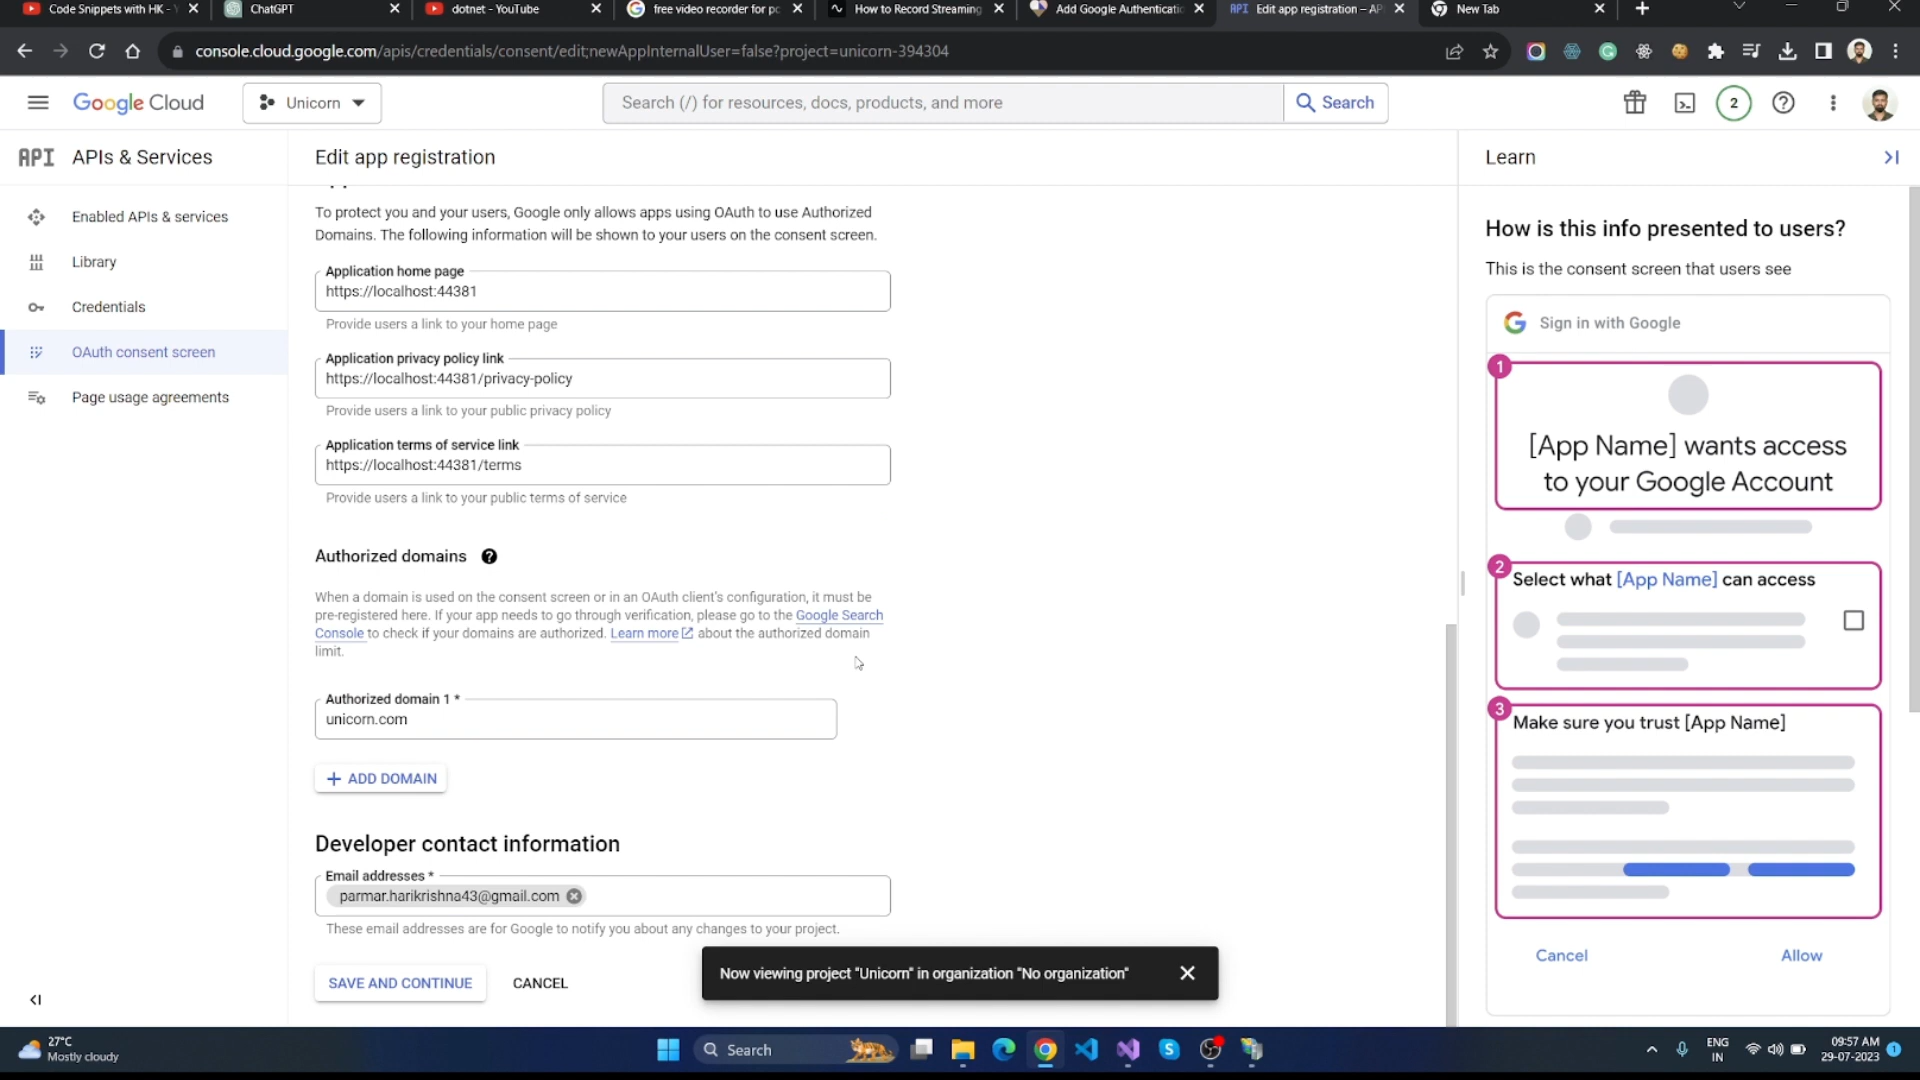 Code Snippets with HK - Y
ChatGPT
dotnet - YouTube
free video recorder for pc
How to Record Streaming
Add Google Authenticatio
API Edit app registration – AP
New Tab
console.cloud.google.com/apis/credentials/consent/edit;newAppInternalUser=false?project=unicorn-394304
Google Cloud
Unicorn
Search (/) for resources, docs, products, and more
Search
2
API APIs & Services
Enabled APIs & services
Library
Credentials
OAuth consent screen
Page usage agreements
Edit app registration
To protect you and your users, Google only allows apps using OAuth to use Authorized
Domains. The following information will be shown to your users on the consent screen.
Application home page
https://localhost:44381
Provide users a link to your home page
Application privacy policy link
https://localhost:44381/privacy-policy
Provide users a link to your public privacy policy
Application terms of service link
https://localhost:44381/terms
Provide users a link to your public terms of service
Authorized domains
When a domain is used on the consent screen or in an OAuth client's configuration, it must be
pre-registered here. If your app needs to go through verification, please go to the Google Search
Console to check if your domains are authorized. Learn more about the authorized domain
limit.
Authorized domain 1 *
unicorn.com
+ ADD DOMAIN
Developer contact information
Email addresses *
parmar.harikrishna43@gmail.com
These email addresses are for Google to notify you about any changes to your project.
SAVE AND CONTINUE
CANCEL
Now viewing project "Unicorn" in organization "No organization"
Learn
How is this info presented to users?
This is the consent screen that users see
Sign in with Google
1
[App Name] wants access
to your Google Account
2
Select what [App Name] can access
3
Make sure you trust [App Name]
Cancel
Allow
27°C
Mostly cloudy
Search
ENG
IN
09:57 AM
29-07-2023
1